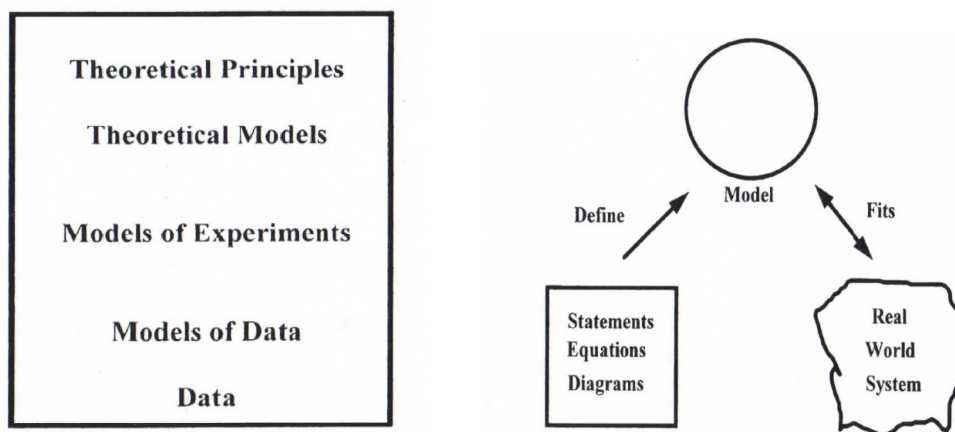 Theoretical Principles
Theoretical Models
Models of Experiments
Models of Data
Data
Model
Define
Fits
Statements
Equations
Diagrams
Real
World
System